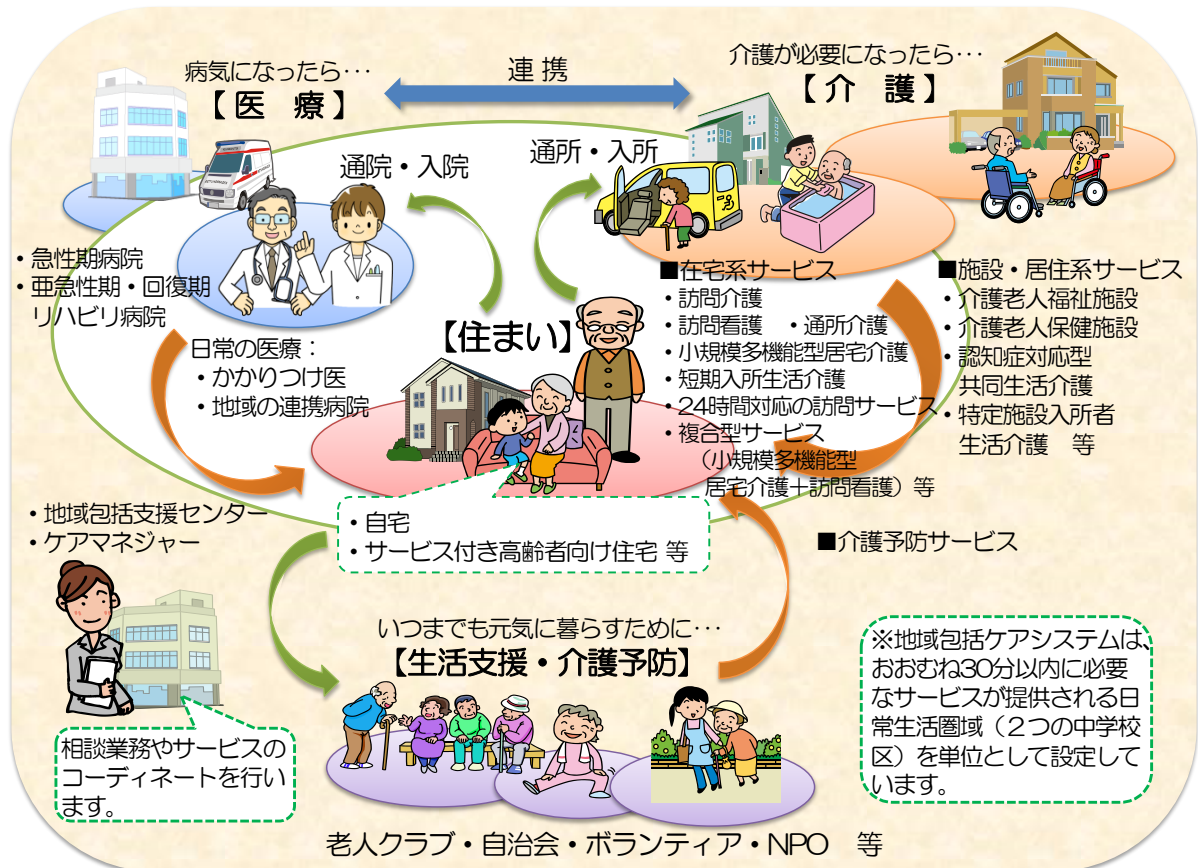 病気になったら･･･
【医　療】
連 携
介護が必要になったら･･･
【介　護】
通院・入院
通所・入所
・急性期病院
・亜急性期・回復期
リハビリ病院
日常の医療：
・かかりつけ医
・地域の連携病院
【住まい】
■在宅系サービス
・訪問介護
・訪問看護　・通所介護
・小規模多機能型居宅介護
・短期入所生活介護
・24時間対応の訪問サービス
・複合型サービス
（小規模多機能型
居宅介護＋訪問看護）等
■施設・居住系サービス
・介護老人福祉施設
・介護老人保健施設
・認知症対応型
共同生活介護
・特定施設入所者
生活介護　等
・自宅
・サービス付き高齢者向け住宅 等
・地域包括支援センター
・ケアマネジャー
■介護予防サービス
相談業務やサービスの
コーディネートを行い
ます。
いつまでも元気に暮らすために･･･
【生活支援・介護予防】
※地域包括ケアシステムは、
おおむね30分以内に必要
なサービスが提供される日
常生活圏域（２つの中学校
区）を単位として設定して
います。
老人クラブ・自治会・ボランティア・NPO　等